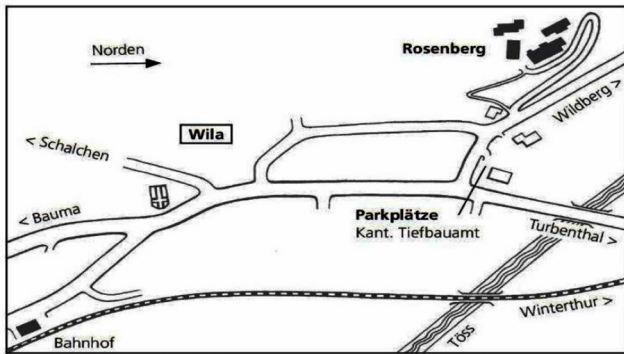 Norden
Rosenberg
Wildberg >
Wila
< Schalchen
< Bauma
Parkplätze
Kant. Tiefbauamt
Turbenthal >
Winterthur >
Töss
Bahnhof